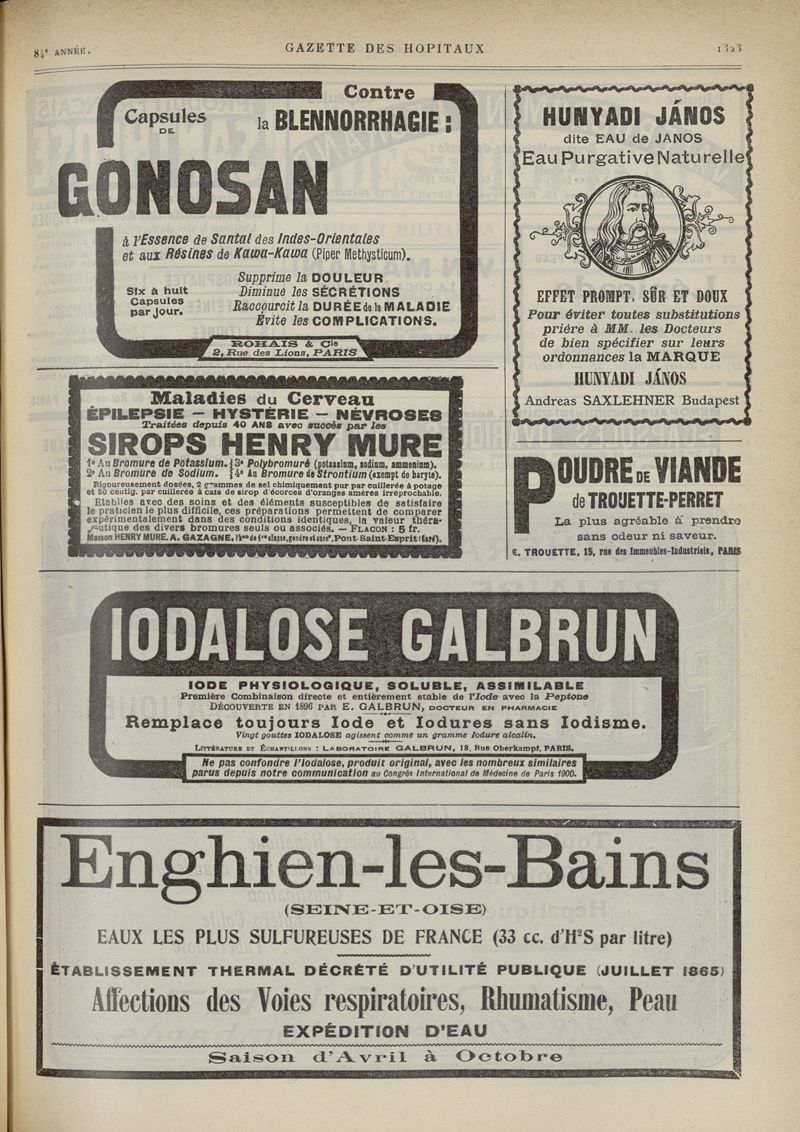 84e ANNÉE.
GAZETTE DES HOPITAUX
Contre
Capsules
DE
la BLENNORRHAGIE :
GONOSAN
à l'Essence de Santal des Indes-Orientales
et aux Résines de Kawa-Kawa (Piper Methysticum).
Six à huit
Capsules
par jour.
Supprime la DOULEUR
Diminue les SÉCRÉTIONS
Raccourcit la DURÉE de la MALADIE
Évite les COMPLICATIONS.
ROHAIS & Cie
2, Rue des Lions, PARIS
Maladies du Cerveau
ÉPILEPSIE — HYSTÉRIE — NÉVROSES
Traitées depuis 40 ANS avec succès par les
SIROPS HENRY MURE
1° Au Bromure de Potassium. 3° Polybromuré (potassium, sodium, ammonium).
2° Au Bromure de Sodium. 4° Au Bromure de Strontium (exempt de baryte).
Rigoureusement dosées, 2 grammes de sel chimiquement pur par cuillerée à potage
et 50 centig. par cuillerée à café de sirop d'écorces d'oranges amères irréprochable.
Etablies avec des soins et des éléments susceptibles de satisfaire
le praticien le plus difficile, ces préparations permettent de comparer
expérimentalement dans des conditions identiques, la valeur théra-
peutique des divers bromures seuls ou associés. — FLACON : 5 fr.
Maison HENRY MURE, A. GAZAGNE, Phen de 1re classe, gendre et succr, Pont-Saint-Esprit (Gard).
HUNYADI JÁNOS
dite EAU de JANOS
Eau Purgative Naturelle
EFFET PROMPT, SÛR ET DOUX
Pour éviter toutes substitutions
prière à MM. les Docteurs
de bien spécifier sur leurs
ordonnances la MARQUE
HUNYADI JÁNOS
Andreas SAXLEHNER Budapest
POUDRE DE VIANDE
de TROUETTE-PERRET
La plus agréable à prendre
sans odeur ni saveur.
E. TROUETTE, 15, rue des Immeubles-Industriels, PARIS
IODALOSE GALBRUN
IODE PHYSIOLOGIQUE, SOLUBLE, ASSIMILABLE
Première Combinaison directe et entièrement stable de l'Iode avec la Peptone
DÉCOUVERTE EN 1896 PAR E. GALBRUN, DOCTEUR EN PHARMACIE
Remplace toujours Iode et Iodures sans Iodisme.
Vingt gouttes IODALOSE agissent comme un gramme Iodure alcalin.
LITTÉRATURE ET ÉCHANTILLONS : LABORATOIRE GALBRUN, 18, Rue Oberkampf, PARIS.
Ne pas confondre l'Iodalose, produit original, avec les nombreux similaires
parus depuis notre communication au Congrès International de Médecine de Paris 1900.
Enghien-les-Bains
(SEINE-ET-OISE)
EAUX LES PLUS SULFUREUSES DE FRANCE (33 cc. d'H²S par litre)
ÉTABLISSEMENT THERMAL DÉCRÉTÉ D'UTILITÉ PUBLIQUE (JUILLET 1865)
Affections des Voies respiratoires, Rhumatisme, Peau
EXPÉDITION D'EAU
Saison d'Avril à Octobre